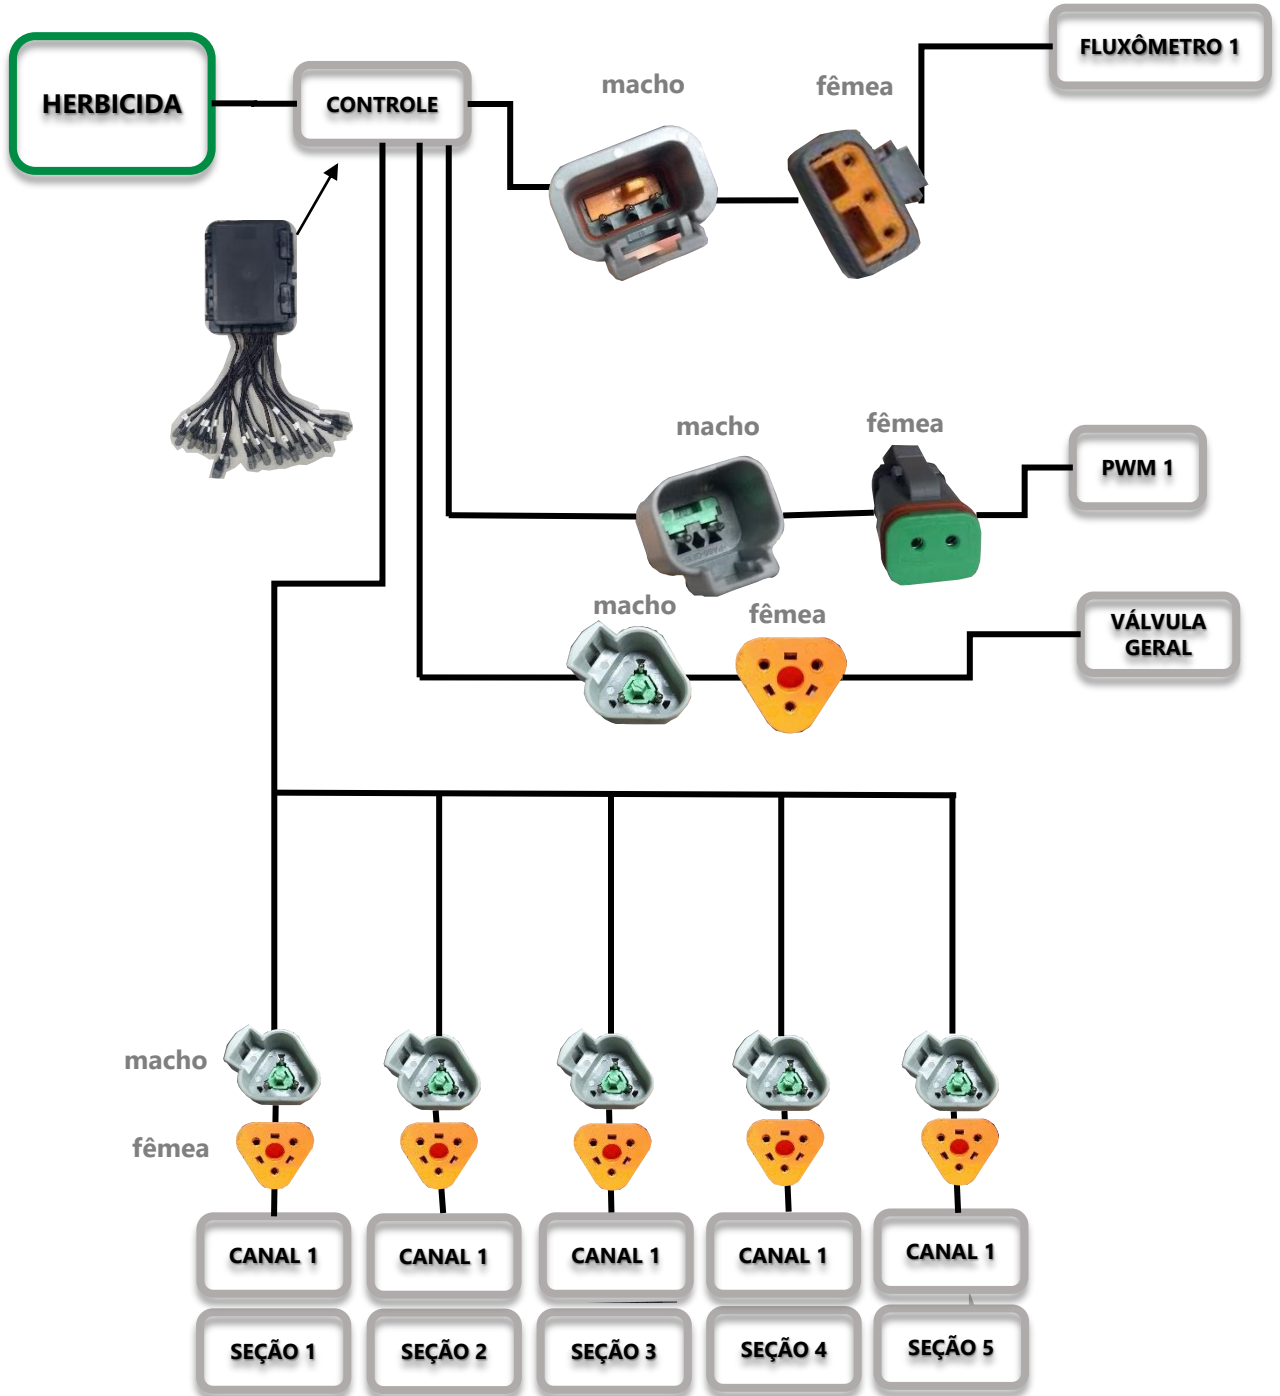 FLUXÔMETRO 1
HERBICIDA
CONTROLE
macho
fêmea
macho
fêmea
PWM 1
macho
fêmea
VÁLVULA
GERAL
macho
fêmea
CANAL 1
CANAL 1
CANAL 1
CANAL 1
CANAL 1
SEÇÃO 1
SEÇÃO 2
SEÇÃO 3
SEÇÃO 4
SEÇÃO 5